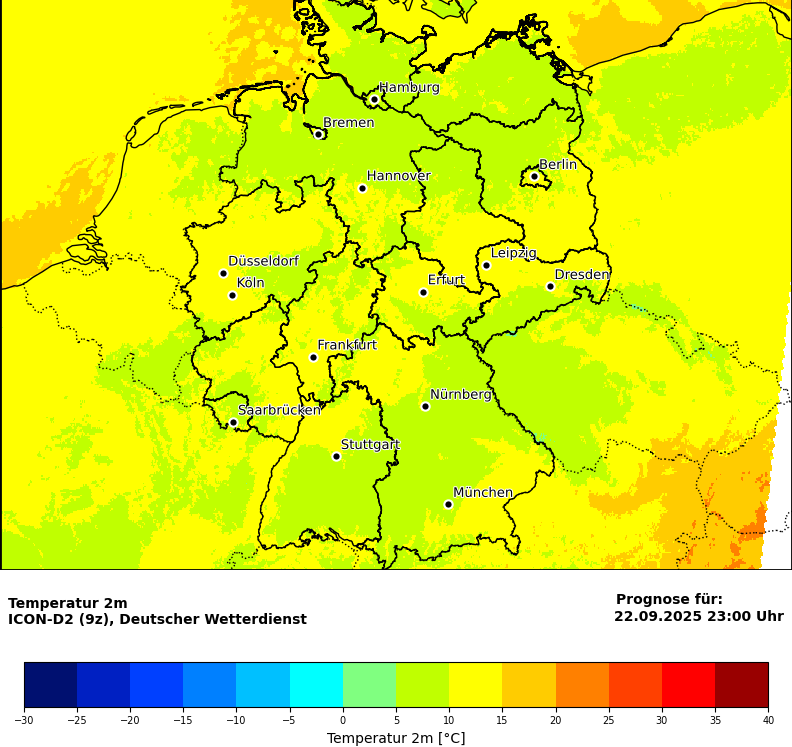 Hamburg
Bremen
Berlin
Hannover
Leipzig
Düsseldorf
Dresden
Köln
Erfurt
Frankfurt
Nürnberg
Saarbrücken
Stuttgart
München
Temperatur 2m
ICON-D2 (9z), Deutscher Wetterdienst
Prognose für:
22.09.2025 23:00 Uhr
−30 −25 −20 −15 −10 −5 0 5 10 15 20 25 30 35 40
Temperatur 2m [°C]